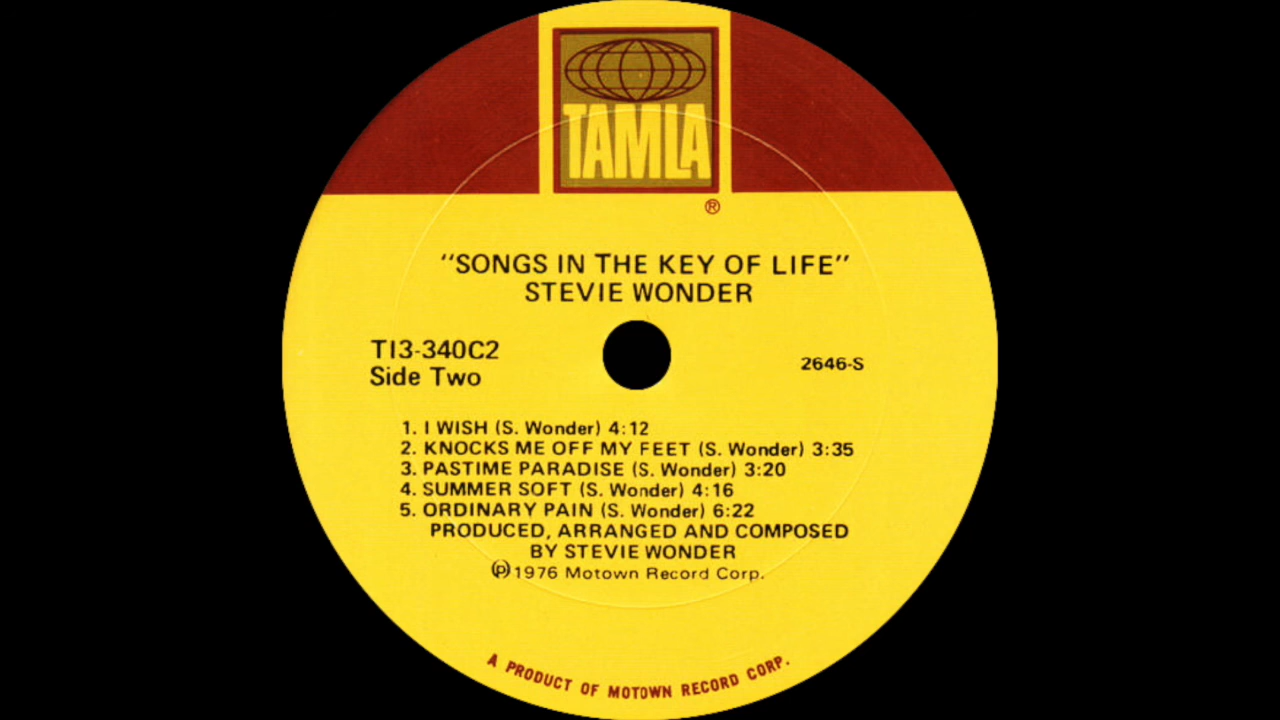 TAMLA
®
"SONGS IN THE KEY OF LIFE"
STEVIE WONDER
T13-340C2
Side Two
2646-S
1. I WISH (S. Wonder) 4:12
2. KNOCKS ME OFF MY FEET (S. Wonder) 3:35
3. PASTIME PARADISE (S. Wonder) 3:20
4. SUMMER SOFT (S. Wonder) 4:16
5. ORDINARY PAIN (S. Wonder) 6:22
PRODUCED, ARRANGED AND COMPOSED
BY STEVIE WONDER
℗ 1976 Motown Record Corp.
A PRODUCT OF MOTOWN RECORD CORP.